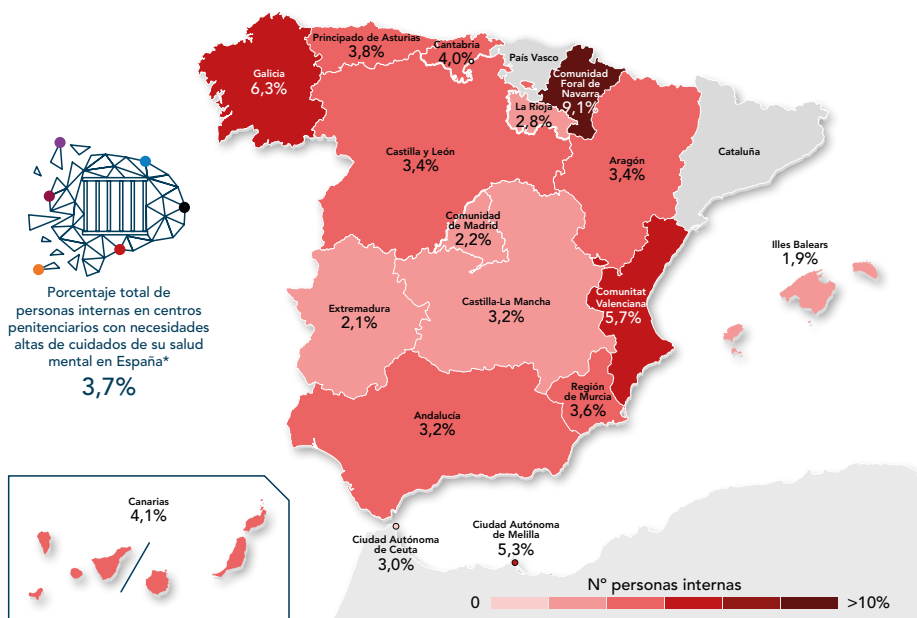 Principado de Asturias
3,8%
Cantabria
4,0%
País Vasco
Comunidad
Foral de
Navarra
9,1%
Galicia
6,3%
La Rioja
2,8%
Castilla y León
3,4%
Aragón
3,4%
Cataluña
Comunidad
de Madrid
2,2%
Illes Balears
1,9%
Porcentaje total de
personas internas en centros
penitenciarios con necesidades
altas de cuidados de su salud
mental en España*
3,7%
Extremadura
2,1%
Castilla-La Mancha
3,2%
Comunitat
Valenciana
5,7%
Región
de Murcia
3,6%
Andalucía
3,2%
Canarias
4,1%
Ciudad Autónoma
de Ceuta
3,0%
Ciudad Autónoma
de Melilla
5,3%
Nº personas internas
0 >10%